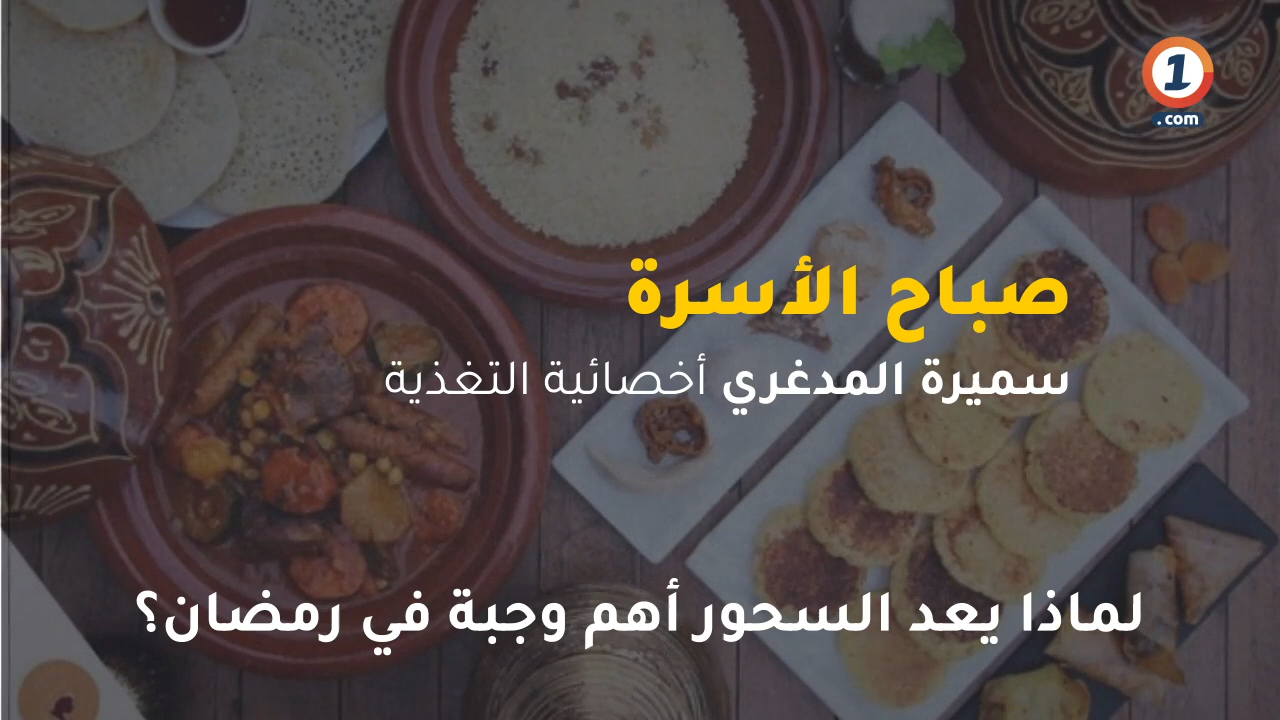 1
.com
صباح الأسرة
سميرة المدغري أخصائية التغذية
لماذا يعد السحور أهم وجبة في رمضان؟